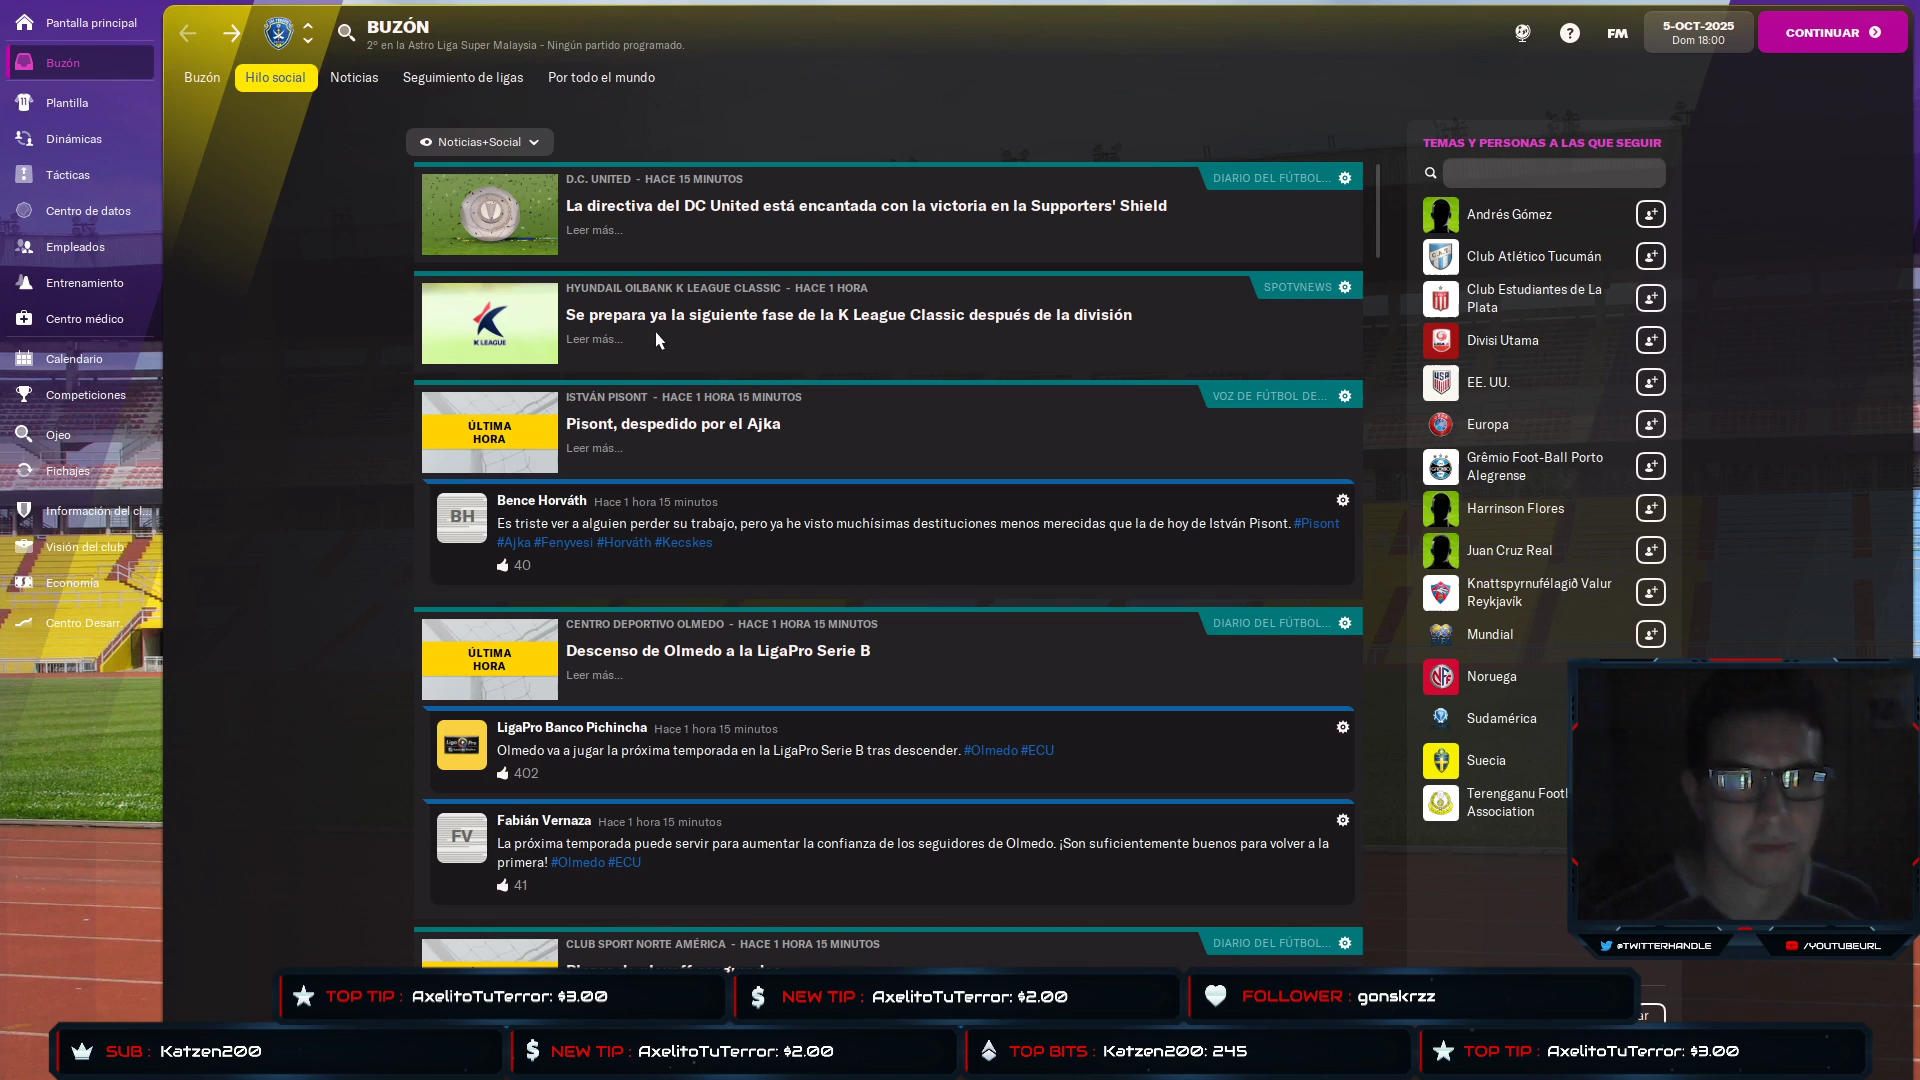 Pantalla principal
Buzón
Plantilla
Dinámicas
Tácticas
Centro de datos
Empleados
Entrenamiento
Centro médico
Calendario
Competiciones
Ojeo
Fichajes
Información del cl...
Visión del club
Economía
Centro Desarr.
BUZÓN
2º en la Astro Liga Super Malaysia - Ningún partido programado.
FM
5-OCT-2025
Dom 18:00
CONTINUAR
Buzón
Hilo social
Noticias
Seguimiento de ligas
Por todo el mundo
Noticias+Social
D.C. UNITED - HACE 15 MINUTOS
DIARIO DEL FÚTBOL...
La directiva del DC United está encantada con la victoria en la Supporters' Shield
Leer más...
HYUNDAIL OILBANK K LEAGUE CLASSIC - HACE 1 HORA
SPOTVNEWS
K LEAGUE
Se prepara ya la siguiente fase de la K League Classic después de la división
Leer más...
ISTVÁN PISONT - HACE 1 HORA 15 MINUTOS
VOZ DE FÚTBOL DE...
ÚLTIMA
HORA
Pisont, despedido por el Ajka
Leer más...
BH
Bence Horváth Hace 1 hora 15 minutos
Es triste ver a alguien perder su trabajo, pero ya he visto muchísimas destituciones menos merecidas que la de hoy de István Pisont. #Pisont
#Ajka #Fenyvesi #Horváth #Kecskes
40
CENTRO DEPORTIVO OLMEDO - HACE 1 HORA 15 MINUTOS
DIARIO DEL FÚTBOL...
ÚLTIMA
HORA
Descenso de Olmedo a la LigaPro Serie B
Leer más...
LigaPro Banco Pichincha Hace 1 hora 15 minutos
Olmedo va a jugar la próxima temporada en la LigaPro Serie B tras descender. #Olmedo #ECU
402
FV
Fabián Vernaza Hace 1 hora 15 minutos
La próxima temporada puede servir para aumentar la confianza de los seguidores de Olmedo. ¡Son suficientemente buenos para volver a la
primera! #Olmedo #ECU
41
CLUB SPORT NORTE AMÉRICA - HACE 1 HORA 15 MINUTOS
DIARIO DEL FÚTBOL...
TEMAS Y PERSONAS A LAS QUE SEGUIR
Andrés Gómez
Club Atlético Tucumán
Club Estudiantes de La
Plata
Divisi Utama
EE. UU.
Europa
Grêmio Foot-Ball Porto
Alegrense
Harrinson Flores
Juan Cruz Real
Knattspyrnufélagið Valur
Reykjavík
Mundial
Noruega
Sudamérica
Suecia
Terengganu Footl
Association
@TWITTERHANDLE
/YOUTUBEURL
ar
TOP TIP : AxelitoTuTerror: $3.00
NEW TIP : AxelitoTuTerror: $2.00
FOLLOWER : gonskrzz
SUB : Katzen200
NEW TIP : AxelitoTuTerror: $2.00
TOP BITS : Katzen200: 245
TOP TIP : AxelitoTuTerror: $3.00